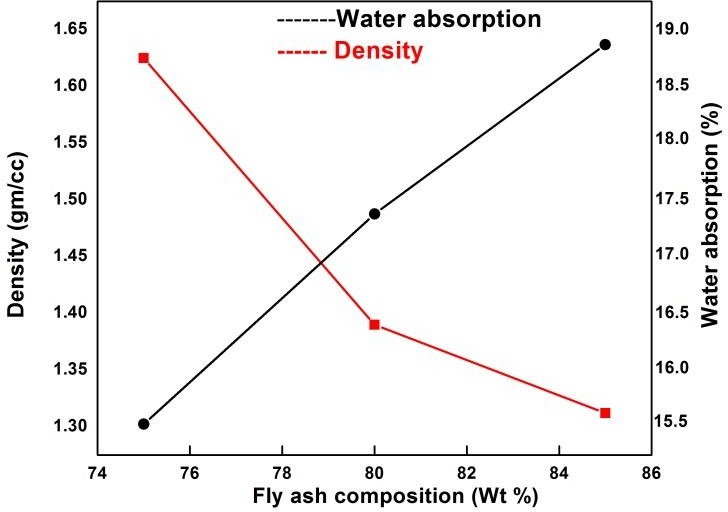 ------Water absorption
------ Density
1.65
1.60
1.55
1.50
1.45
1.40
1.35
1.30
Density (gm/cc)
19.0
18.5
18.0
17.5
17.0
16.5
16.0
15.5
Water absorption (%)
74 76 78 80 82 84 86
Fly ash composition (Wt %)